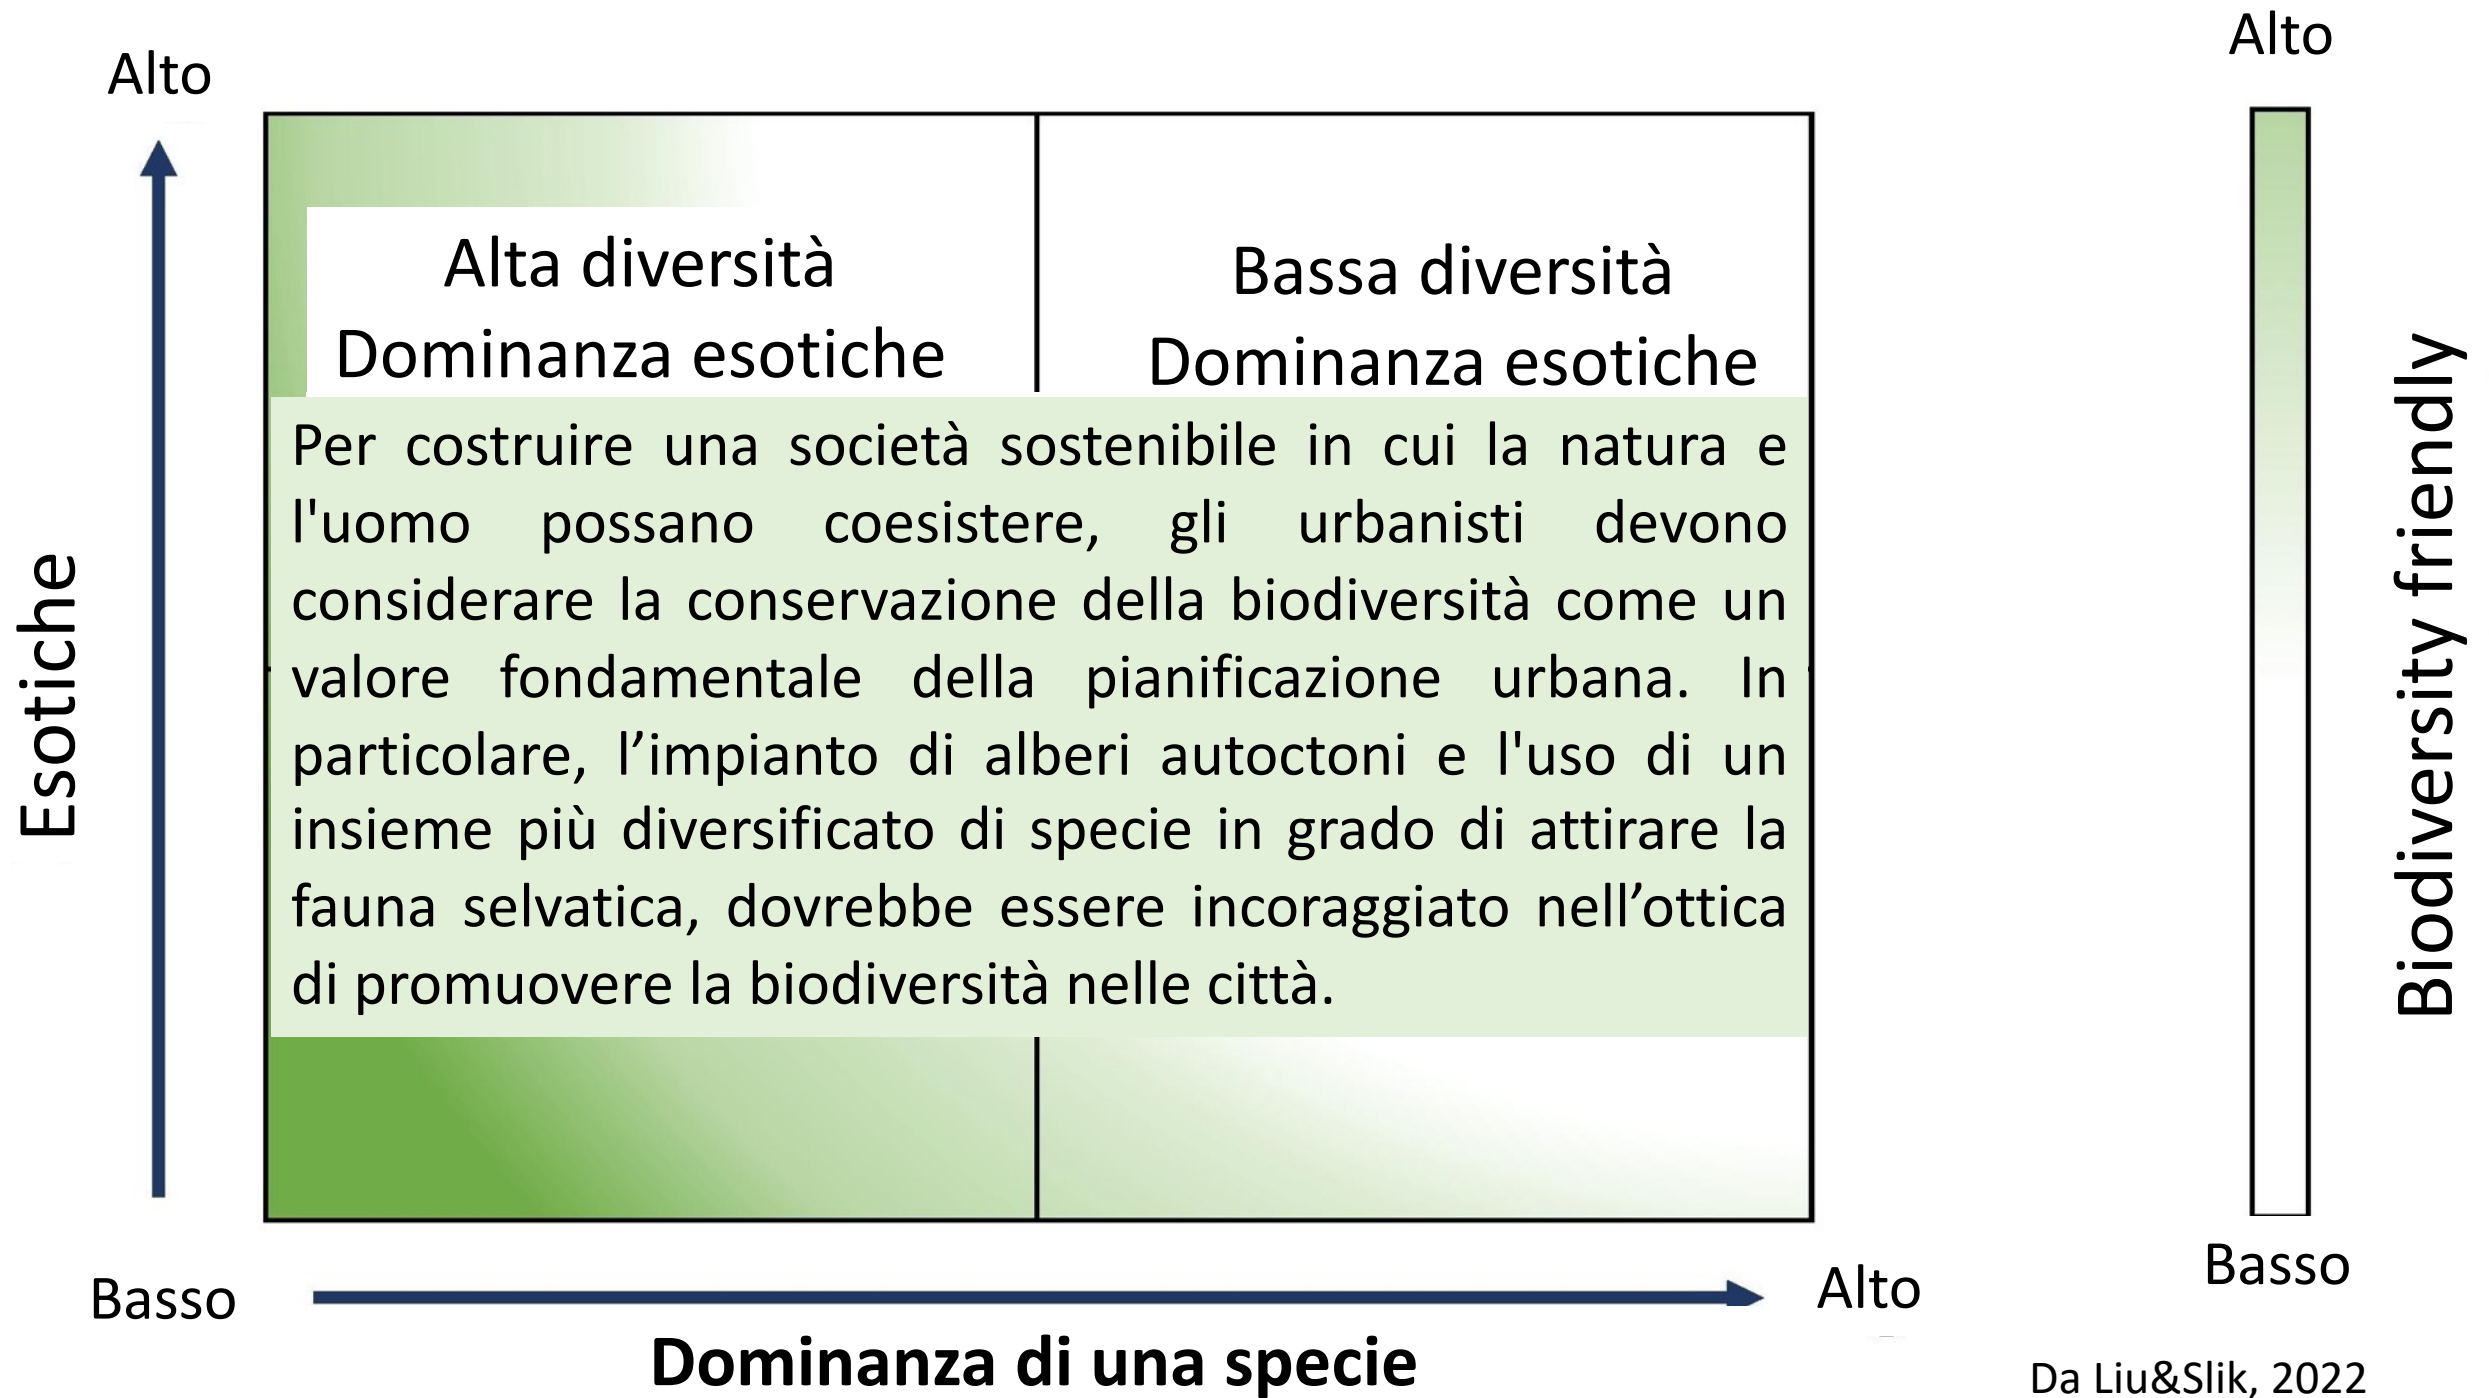 Alto
Alto
Alta diversità
Dominanza esotiche
Bassa diversità
Dominanza esotiche
Esotiche
Per costruire una società sostenibile in cui la natura e
l'uomo possano coesistere, gli urbanisti devono
considerare la conservazione della biodiversità come un
valore fondamentale della pianificazione urbana. In
particolare, l’impianto di alberi autoctoni e l'uso di un
insieme più diversificato di specie in grado di attirare la
fauna selvatica, dovrebbe essere incoraggiato nell’ottica
di promuovere la biodiversità nelle città.
Biodiversity friendly
Basso
Alto
Basso
Dominanza di una specie
Da Liu&Slik, 2022